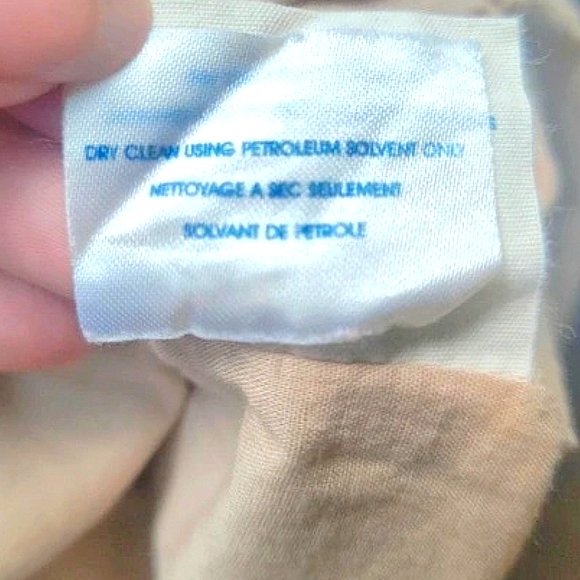 DRY CLEAN USING PETROLEUM SOLVENT ONLY
NETTOYAGE A SEC SEULEMENT
SOLVANT DE PETROLE